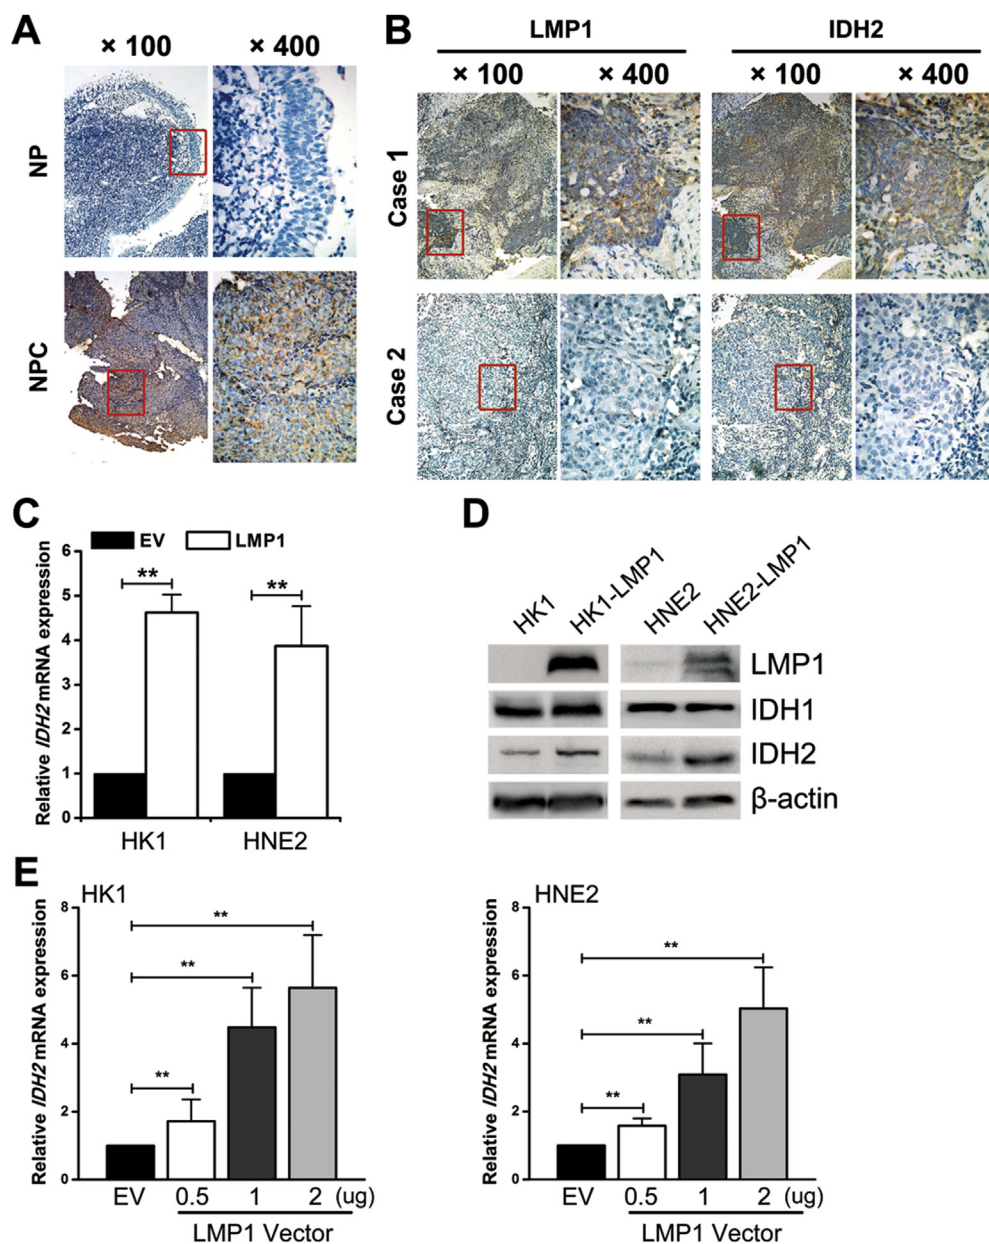 A
× 100 × 400
NP
NPC
B
LMP1 IDH2
× 100 × 400 × 100 × 400
Case 1
Case 2
C
EV LMP1
Relative IDH2 mRNA expression
6
5
4
3
2
1
0
** **
HK1 HNE2
D
HK1 HK1-LMP1 HNE2 HNE2-LMP1
LMP1
IDH1
IDH2
β-actin
E
HK1
Relative IDH2 mRNA expression
8
6
4
2
0
**
**
**
EV 0.5 1 2 (ug)
LMP1 Vector
HNE2
Relative IDH2 mRNA expression
8
6
4
2
0
**
**
**
EV 0.5 1 2 (ug)
LMP1 Vector